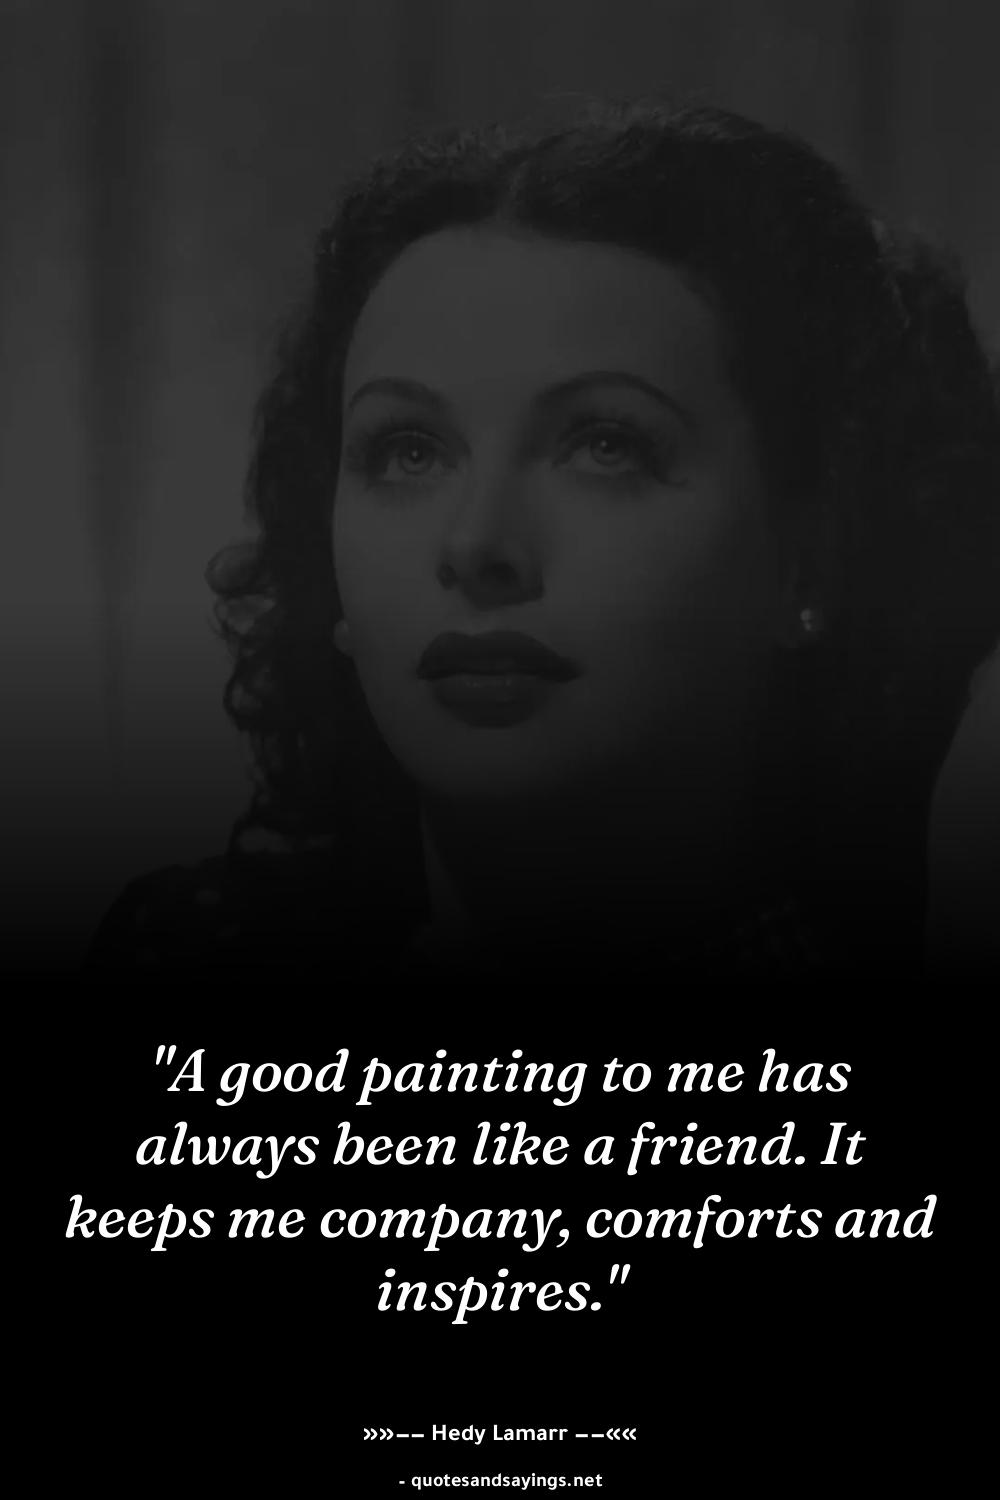 "A good painting to me has
always been like a friend. It
keeps me company, comforts and
inspires."
»»–– Hedy Lamarr ––««
- quotesandsayings.net